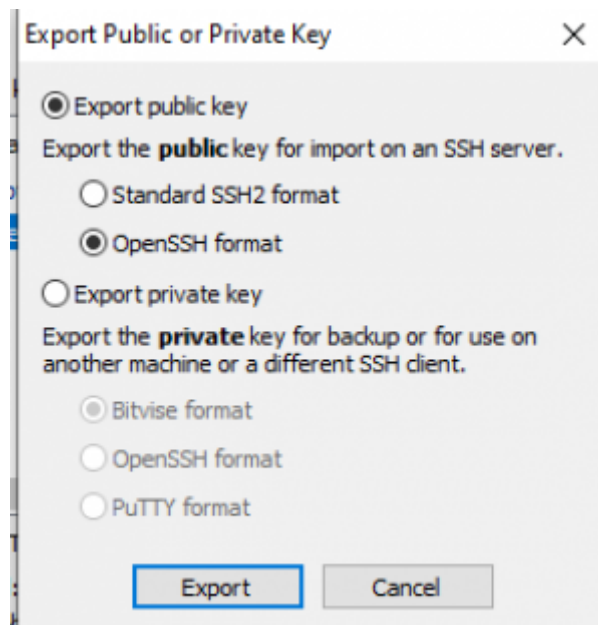 Export Public or Private Key
Export public key
Export the public key for import on an SSH server.
Standard SSH2 format
OpenSSH format
Export private key
Export the private key for backup or for use on
another machine or a different SSH client.
Bitvise format
OpenSSH format
PuTTY format
Export Cancel